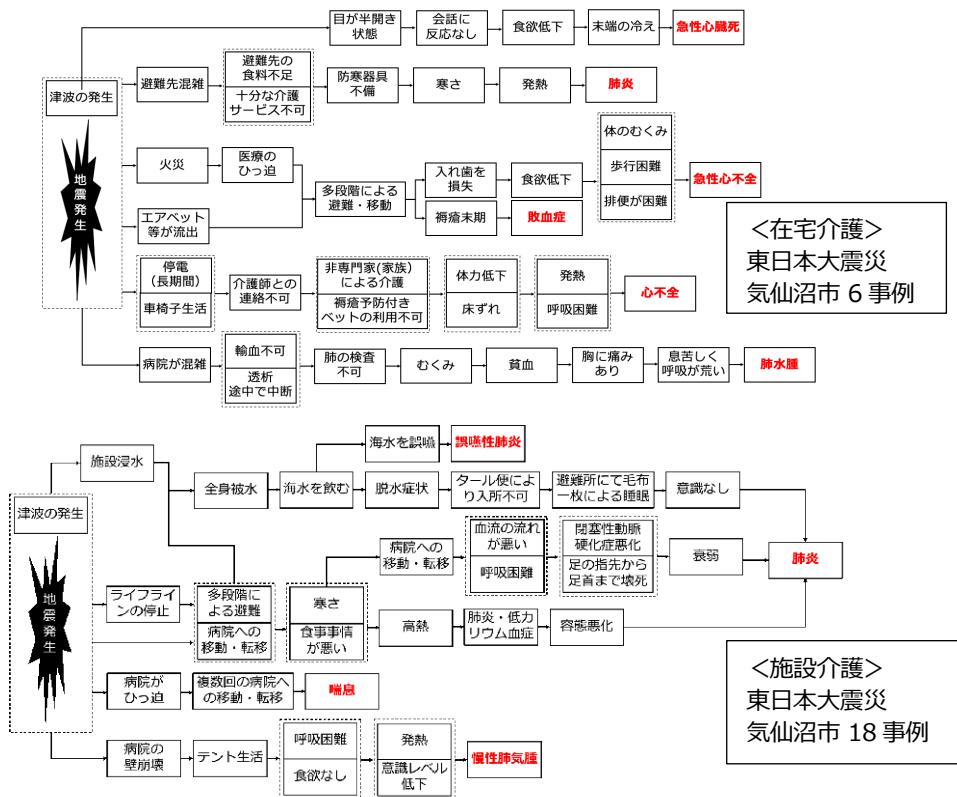 目が半開き
状態
会話に
反応なし
食欲低下
末端の冷え
急性心臓死
津波の発生
地震発生
避難先混雑
避難先の
食料不足
十分な介護
サービス不可
防寒器具
不備
寒さ
発熱
肺炎
火災
医療の
ひっ迫
エアベット
等が流出
多段階による
避難・移動
入れ歯を
損失
食欲低下
褥瘡末期
敗血症
体のむくみ
歩行困難
排便が困難
急性心不全
停電
(長期間)
車椅子生活
介護師との
連絡不可
非専門家(家族)
による介護
褥瘡予防付き
ベットの利用不可
体力低下
床ずれ
発熱
呼吸困難
心不全
病院が混雑
輸血不可
透析
途中で中断
肺の検査
不可
むくみ
貧血
胸に痛み
あり
息苦しく
呼吸が荒い
肺水腫
<在宅介護>
東日本大震災
気仙沼市 6 事例
施設浸水
津波の発生
地震発生
全身被水
海水を飲む
海水を誤嚥
誤嚥性肺炎
脱水症状
タール便によ
り入所不可
避難所にて毛布
一枚による睡眠
意識なし
肺炎
ライフライ
ンの停止
多段階に
よる避難
病院への
移動・転移
寒さ
食事事情
が悪い
病院への
移動・転移
血流の流れ
が悪い
呼吸困難
閉塞性動脈
硬化症悪化
足の指先から
足首まで壊死
衰弱
高熱
肺炎・低カ
リウム血症
容態悪化
病院が
ひっ迫
複数回の病院へ
の移動・転移
喘息
病院の
壁崩壊
テント生活
呼吸困難
食欲なし
発熱
意識レベル
低下
慢性肺気腫
<施設介護>
東日本大震災
気仙沼市 18 事例